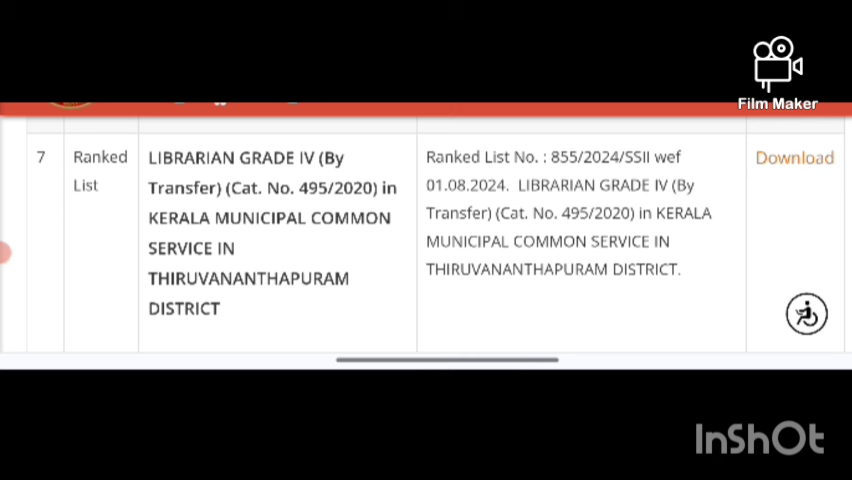 Film Maker
7
Ranked
List
LIBRARIAN GRADE IV (By
Transfer) (Cat. No. 495/2020) in
KERALA MUNICIPAL COMMON
SERVICE IN
THIRUVANANTHAPURAM
DISTRICT
Ranked List No. : 855/2024/SSII wef
01.08.2024. LIBRARIAN GRADE IV (By
Transfer) (Cat. No. 495/2020) in KERALA
MUNICIPAL COMMON SERVICE IN
THIRUVANANTHAPURAM DISTRICT.
Download
InShOt